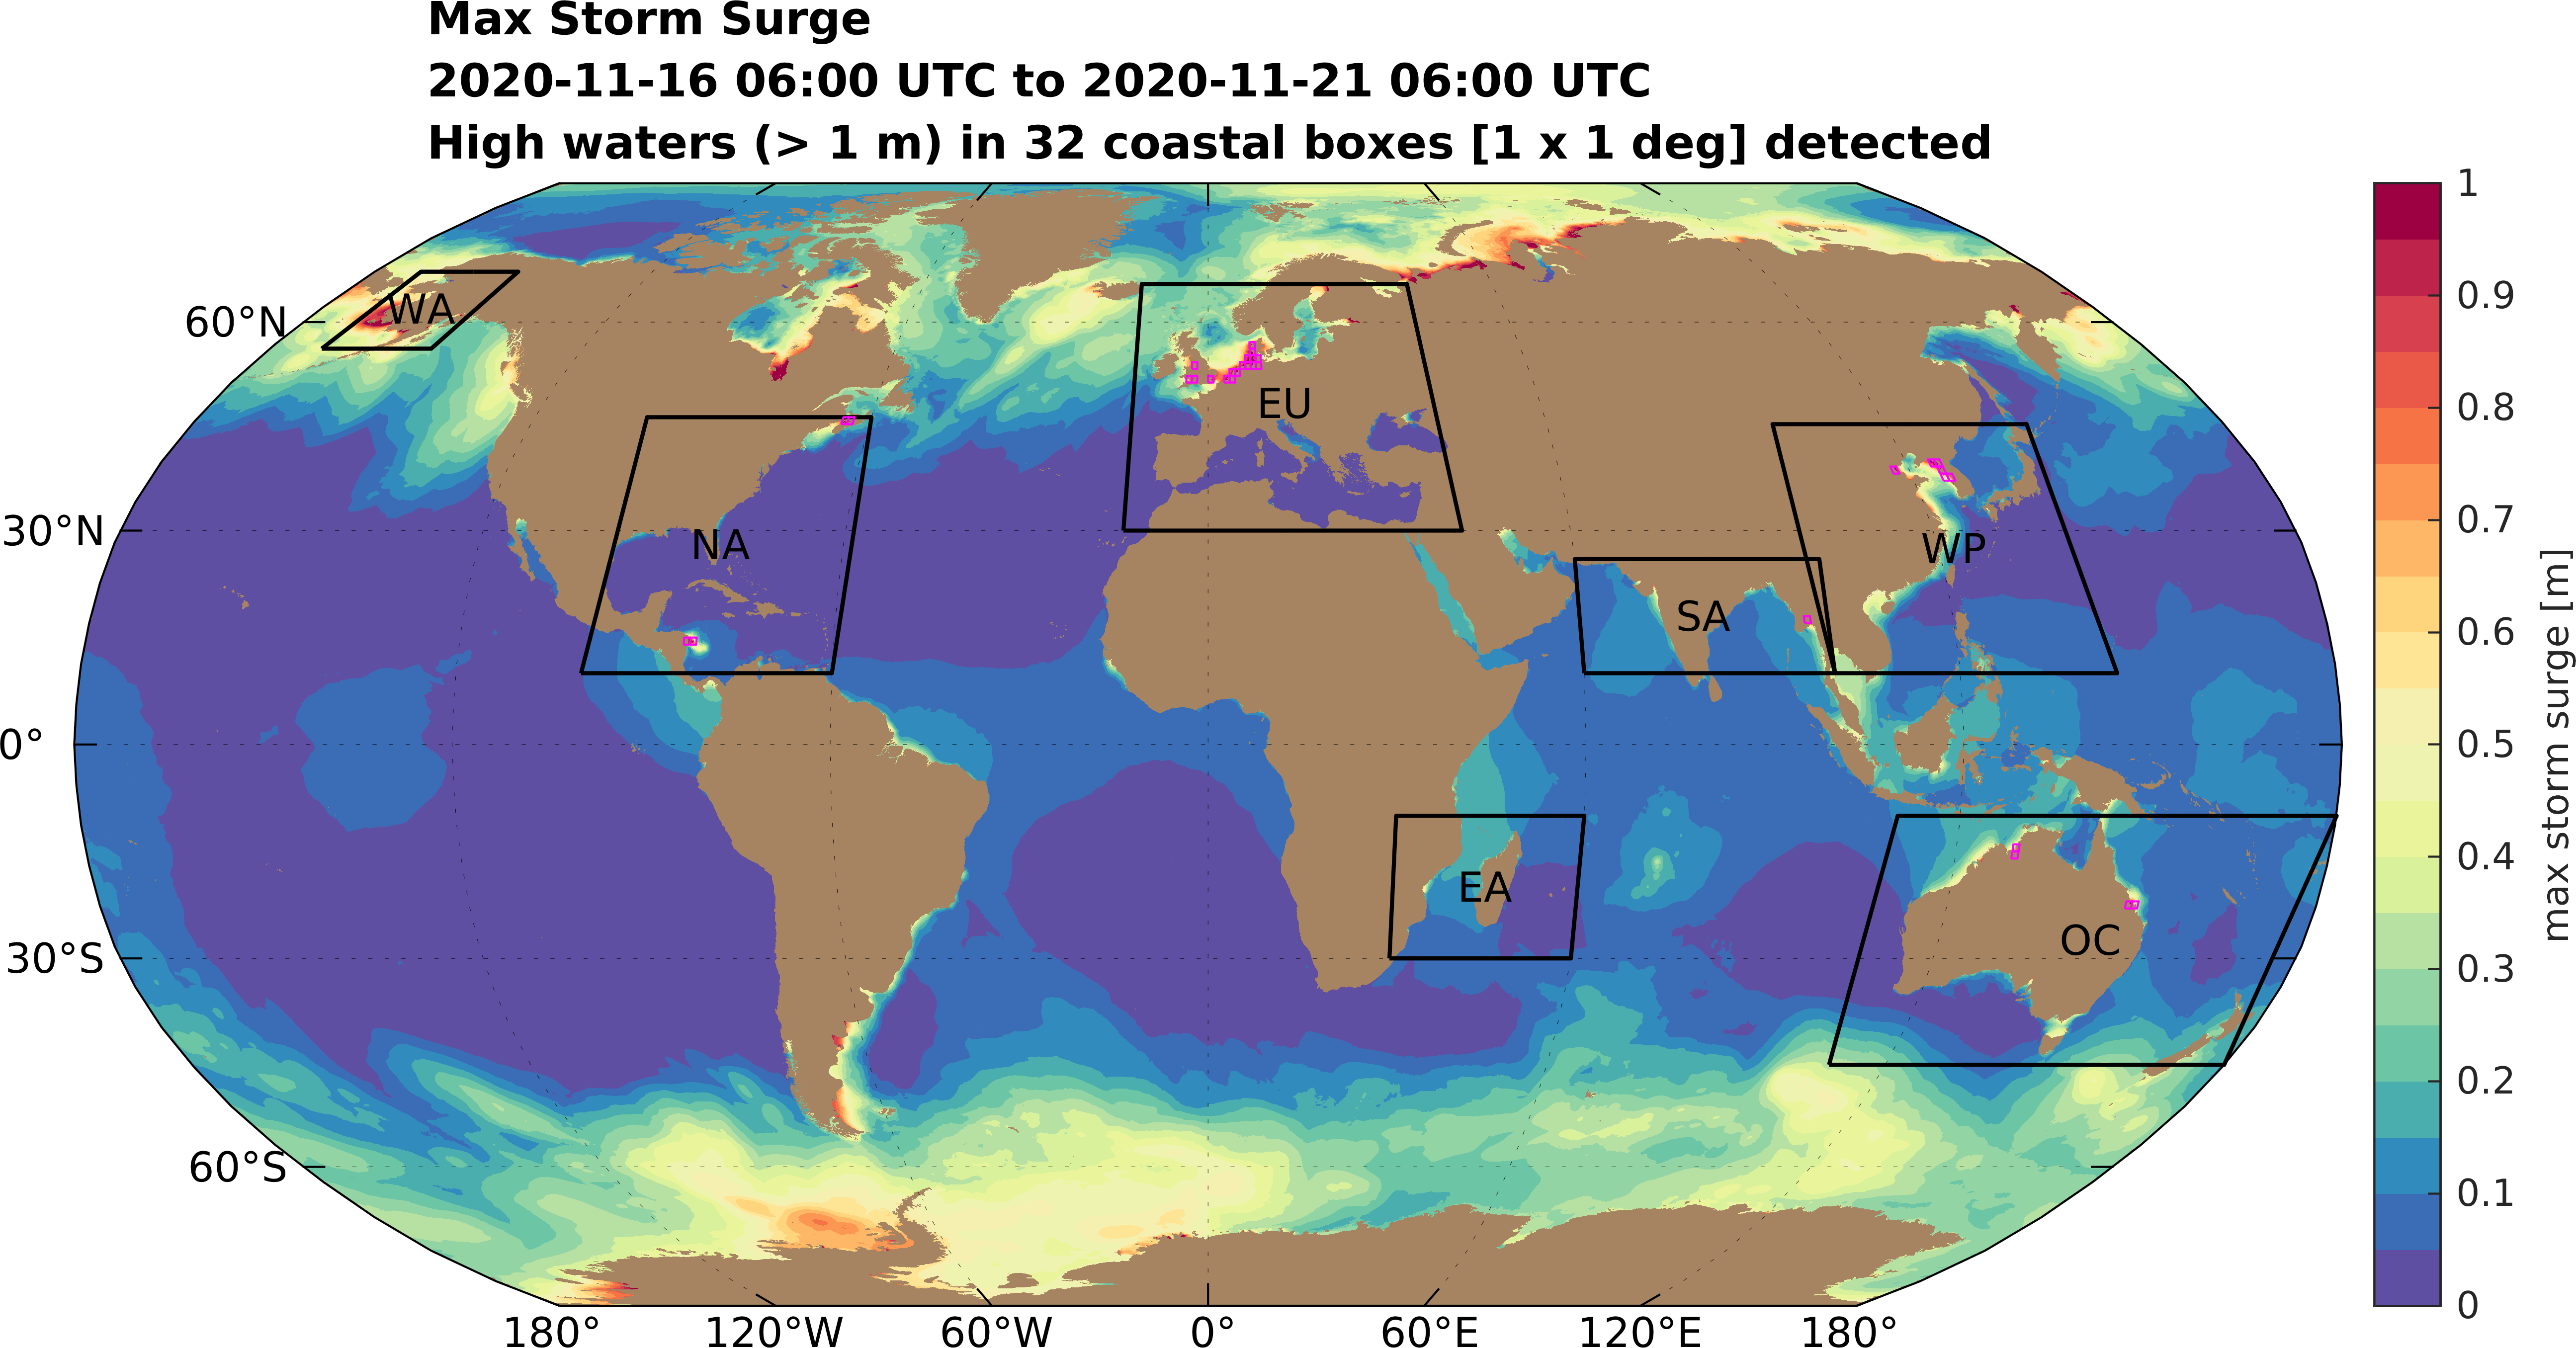 Max Storm Surge
2020-11-16 06:00 UTC to 2020-11-21 06:00 UTC
High waters (> 1 m) in 32 coastal boxes [1 x 1 deg] detected
60°N
30°N
0°
30°S
60°S
WA
NA
EU
SA
WP
EA
OC
180°
120°W
60°W
0°
60°E
120°E
180°
1
0.9
0.8
0.7
0.6
0.5
0.4
0.3
0.2
0.1
0
max storm surge [m]